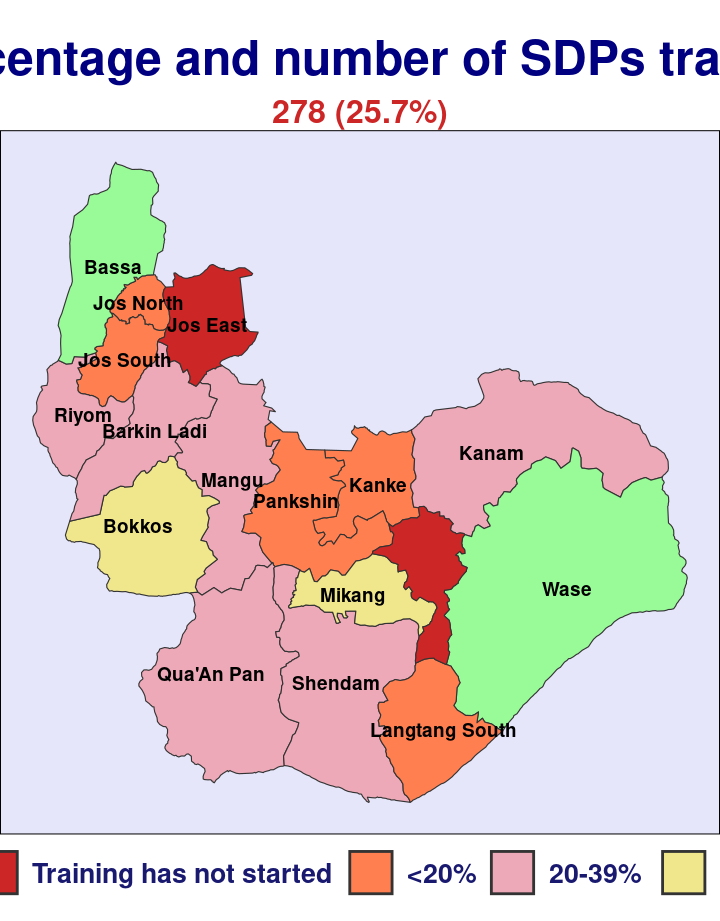 centage and number of SDPs tra
278 (25.7%)
Bassa
Jos North
Jos East
Jos South
Riyom
Barkin Ladi
Kanam
Mangu
Kanke
Pankshin
Bokkos
Wase
Mikang
Qua'An Pan
Shendam
Langtang South
Training has not started <20% 20-39%